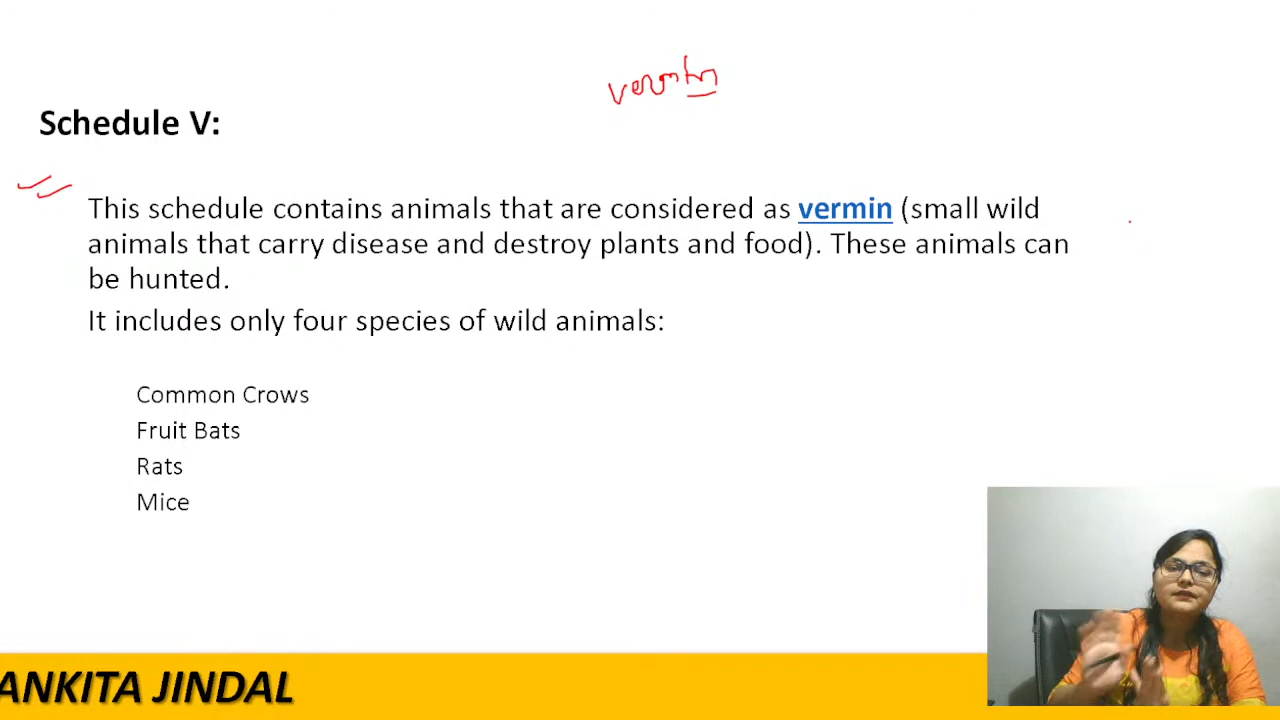 vermin
Schedule V:
This schedule contains animals that are considered as vermin (small wild
animals that carry disease and destroy plants and food). These animals can
be hunted.
It includes only four species of wild animals:
Common Crows
Fruit Bats
Rats
Mice
ANKITA JINDAL